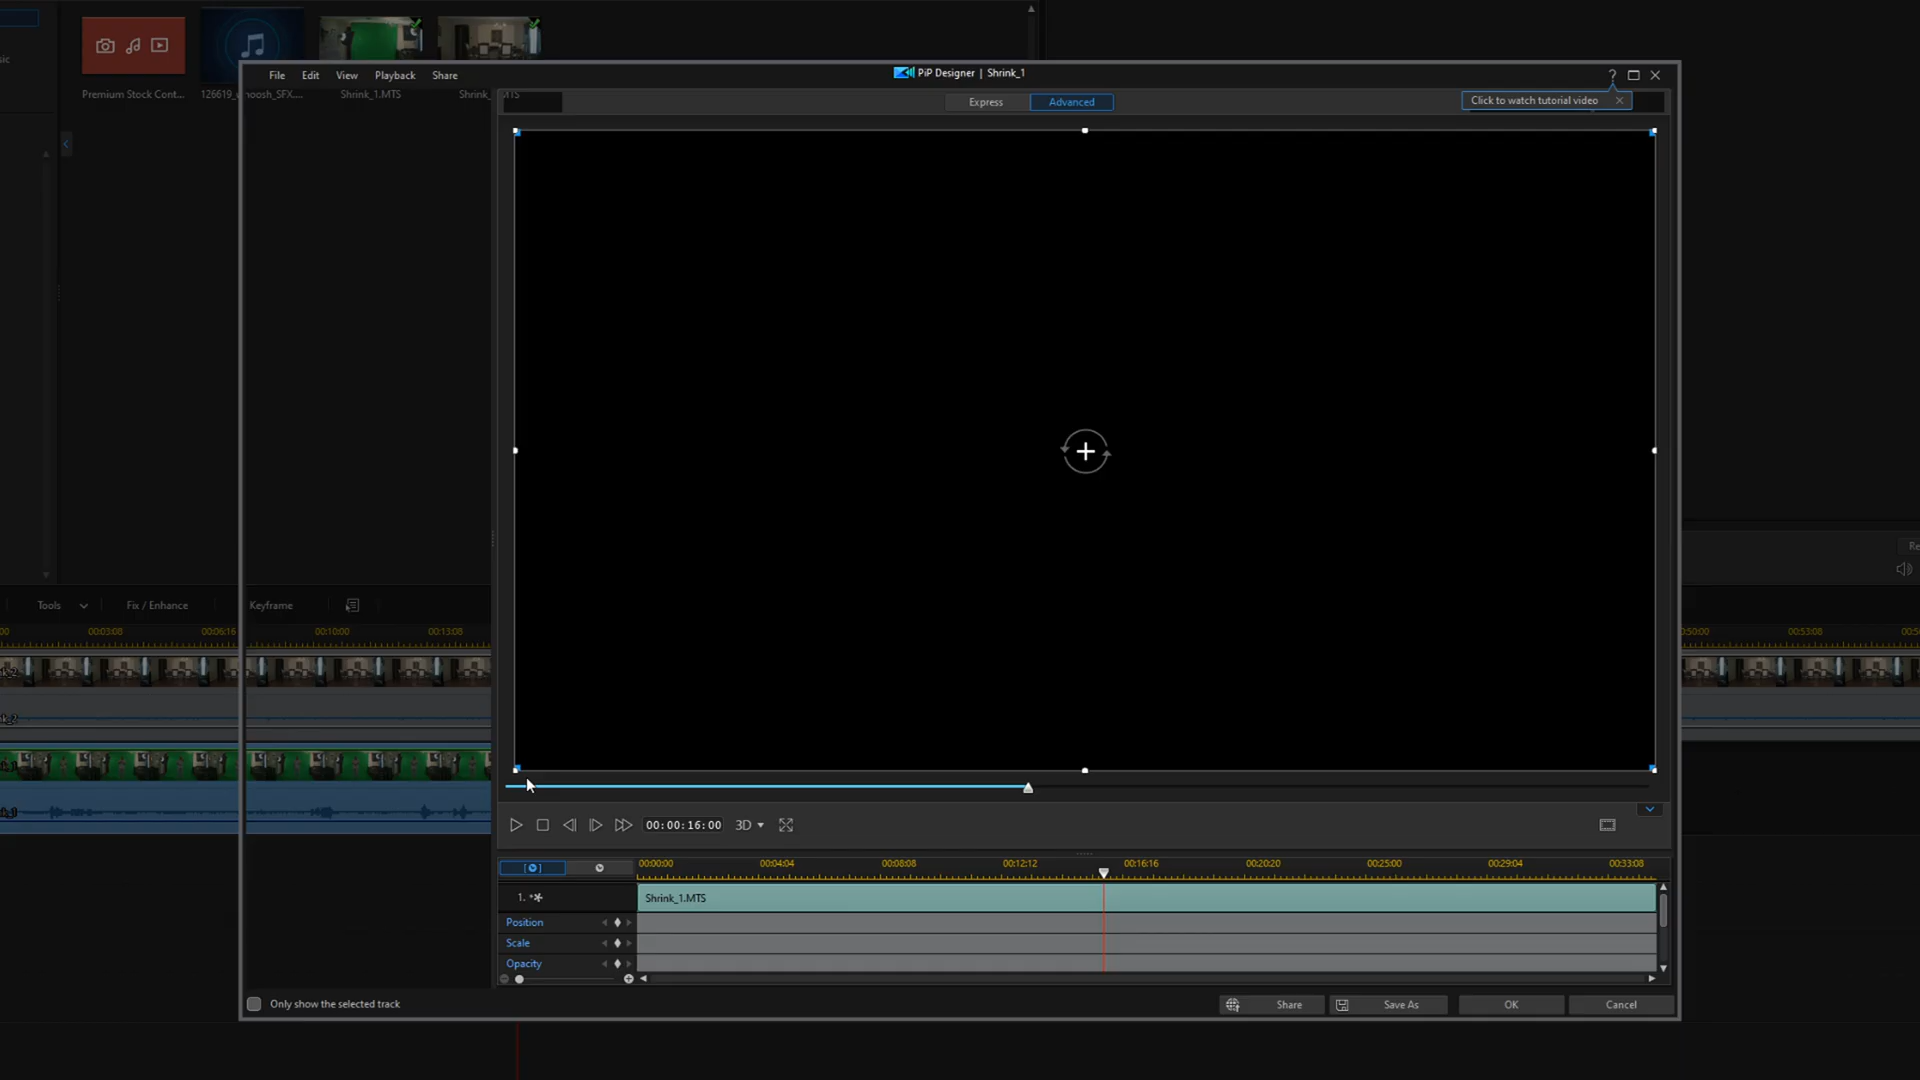 Premium Stock Cont...
126619_
hoosh_SFX....
Shrink_1.MTS
Shrink_
MTS
File
Edit
View
Playback
Share
PiP Designer | Shrink_1
?
Express
Advanced
Click to watch tutorial video
Tools
Fix / Enhance
Keyframe
00:03:08
00:06:16
00:10:00
00:13:08
:50:00
00:53:08
00:00:16:00
3D
00:00:00
00:04:04
00:08:08
00:12:12
00:16:16
00:20:20
00:25:00
00:29:04
00:33:08
1.
Shrink_1.MTS
Position
Scale
Opacity
Only show the selected track
Share
Save As
OK
Cancel